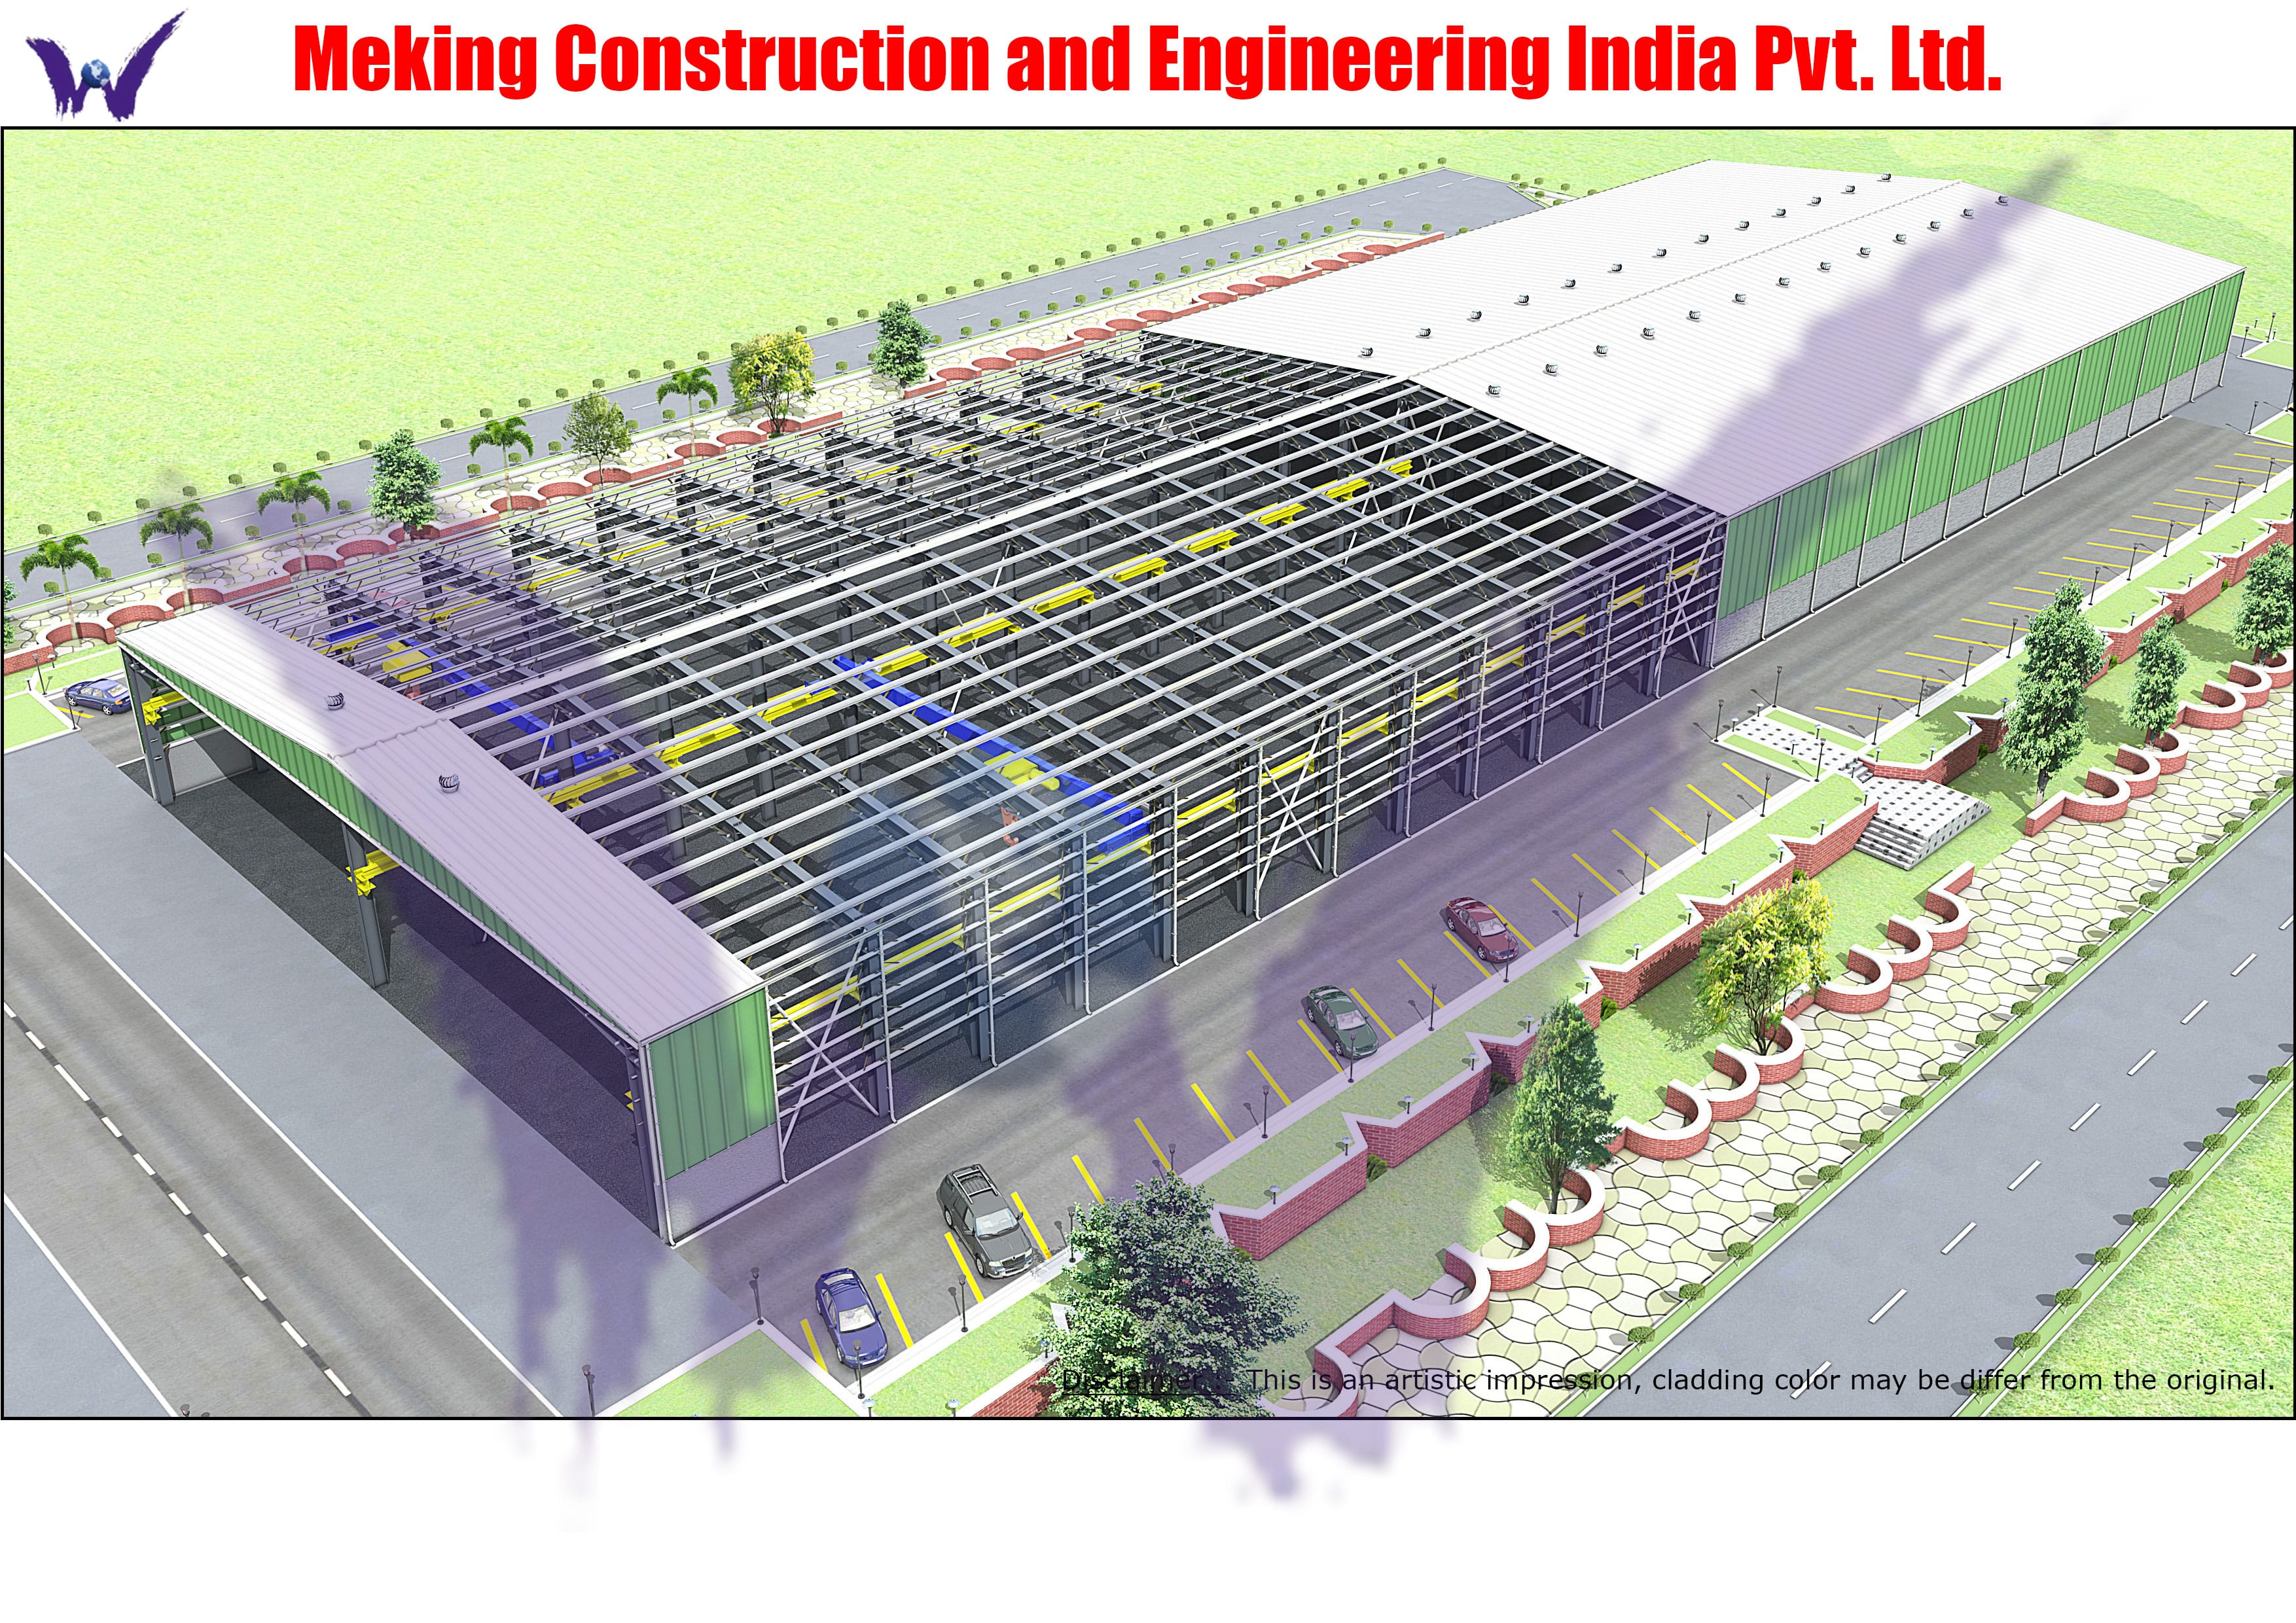 Meking Construction and Engineering India Pvt. Ltd.
Disclaimer :- This is an artistic impression, cladding color may be differ from the original.